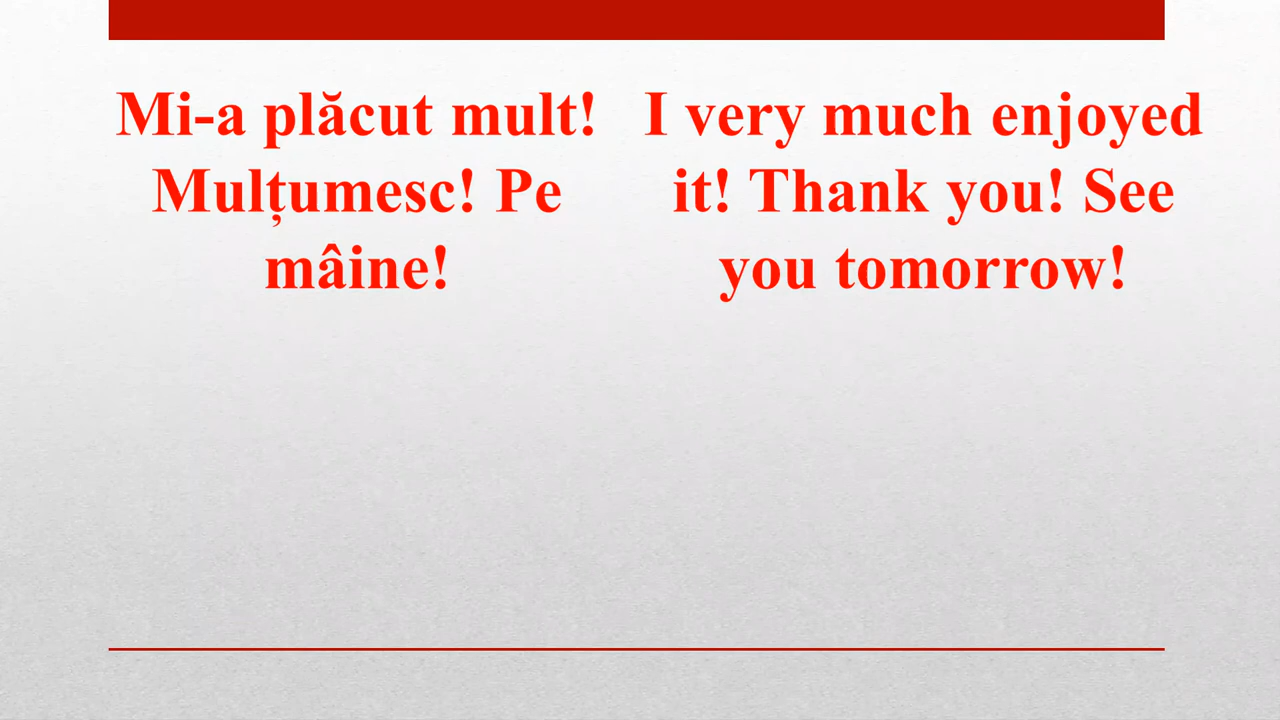 Mi-a plăcut mult!
Mulțumesc! Pe
mâine!
I very much enjoyed
it! Thank you! See
you tomorrow!